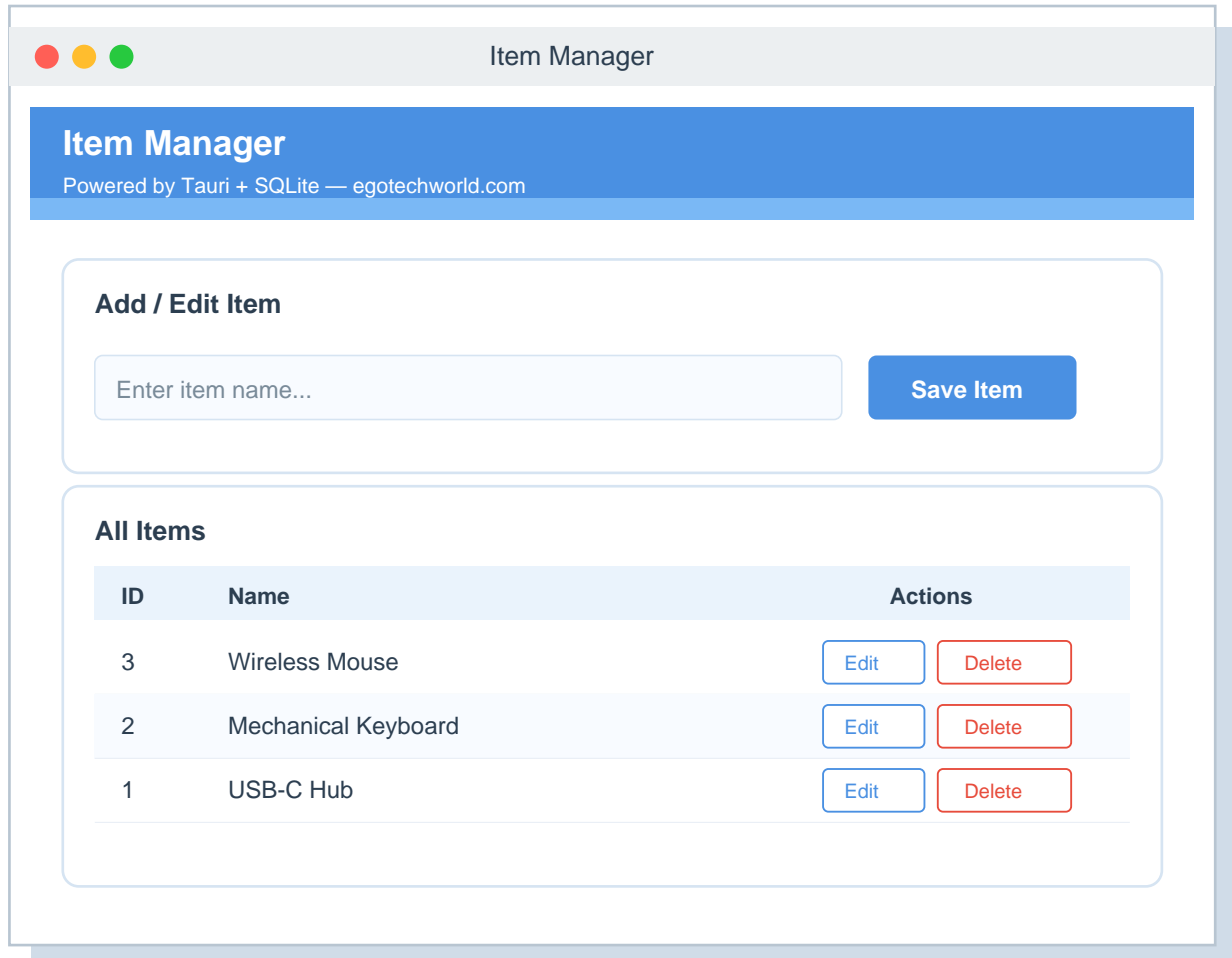 Item Manager
Item Manager
Powered by Tauri + SQLite — egotechworld.com
Add / Edit Item
Enter item name...
Save Item
All Items
ID Name Actions
3 Wireless Mouse Edit Delete
2 Mechanical Keyboard Edit Delete
1 USB-C Hub Edit Delete